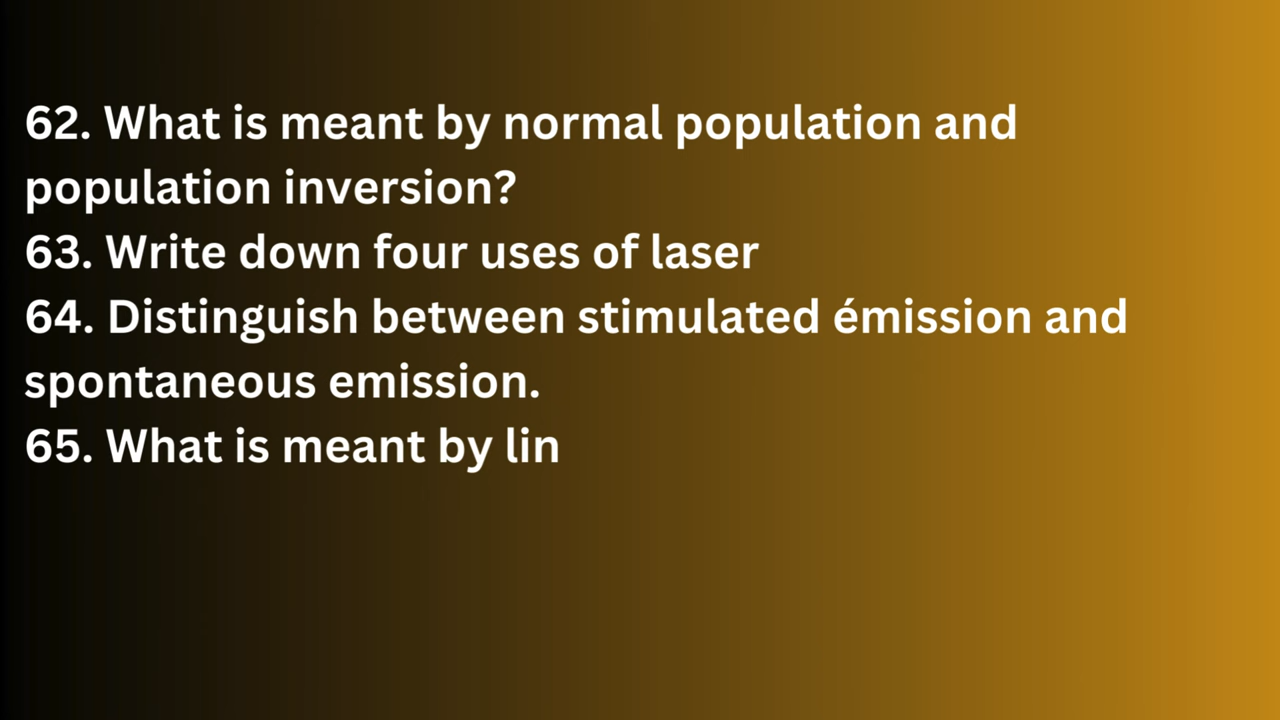 62. What is meant by normal population and
population inversion?
63. Write down four uses of laser
64. Distinguish between stimulated émission and
spontaneous emission.
65. What is meant by lin